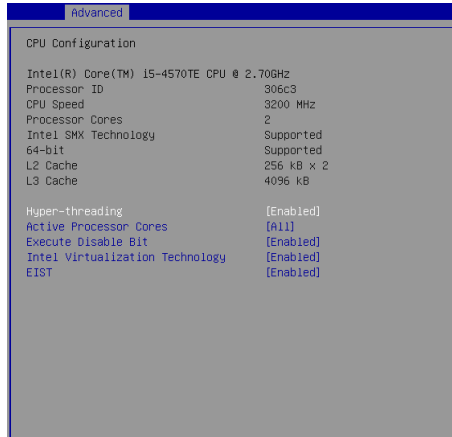 Advanced
CPU Configuration
Intel(R) Core(TM) i5-4570TE CPU @ 2.70GHz
Processor ID 306c3
CPU Speed 3200 MHz
Processor Cores 2
Intel SMX Technology Supported
64-bit Supported
L2 Cache 256 kB x 2
L3 Cache 4096 kB
Hyper-threading [Enabled]
Active Processor Cores [All]
Execute Disable Bit [Enabled]
Intel Virtualization Technology [Enabled]
EIST [Enabled]